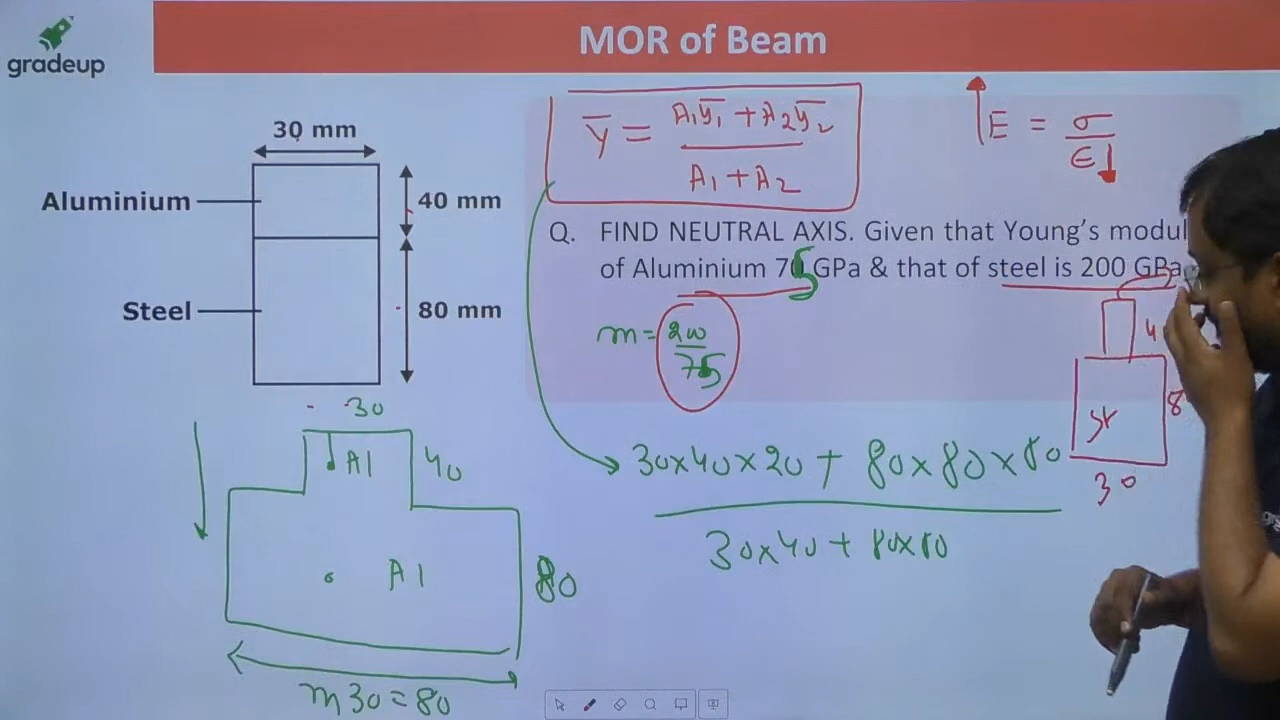 gradeup
MOR of Beam
30 mm
Aluminium
40 mm
Steel
80 mm
Ȳ = A₁ȳ₁ + A₂ȳ₂
A₁ + A₂
E = σ
ϵ
Q. FIND NEUTRAL AXIS. Given that Young's modul
of Aluminium 75 GPa & that of steel is 200 GPa
m = 200
75
4
St
8
30
30
Al
40
Al
80
m30 = 80
30×40×20 + 80×80×80
30×40 + 80×80